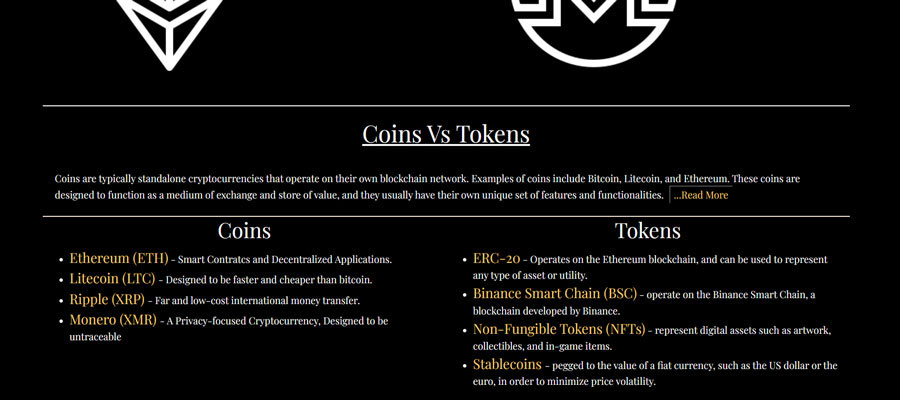 Coins Vs Tokens
Coins are typically standalone cryptocurrencies that operate on their own blockchain network. Examples of coins include Bitcoin, Litecoin, and Ethereum. These coins are
designed to function as a medium of exchange and store of value, and they usually have their own unique set of features and functionalities. ...Read More
Coins
• Ethereum (ETH) - Smart Contratcs and Decentralized Applications.
• Litecoin (LTC) - Designed to be faster and cheaper than bitcoin.
• Ripple (XRP) - Far and low-cost international money transfer.
• Monero (XMR) - A Privacy-focused Cryptocurrency, Designed to be
untraceable
Tokens
• ERC-20 - Operates on the Ethereum blockchain, and can be used to represent
any type of asset or utility.
• Binance Smart Chain (BSC) - operate on the Binance Smart Chain, a
blockchain developed by Binance.
• Non-Fungible Tokens (NFTs) - represent digital assets such as artwork,
collectibles, and in-game items.
• Stablecoins - pegged to the value of a fiat currency, such as the US dollar or the
euro, in order to minimize price volatility.